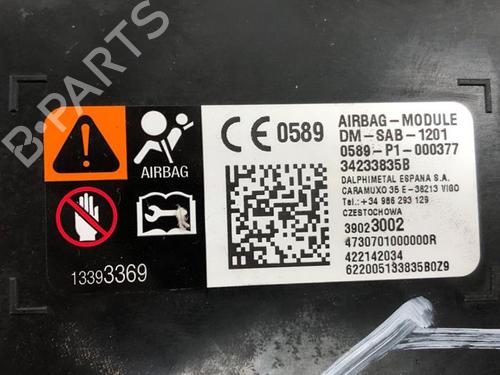 B-PARTS
AIRBAG
13393369
CE 0589
AIRBAG-MODULE
DM-SAB-1201
0589-P1-000377
34233835B
DALPHIMETAL ESPANA S.A.
CARAMUXO 35 E-36213 VIGO
Tel.: +34 986 293 129
CZESTOCHOWA
39023002
4730701000000R
422142034
622005133835B0Z9